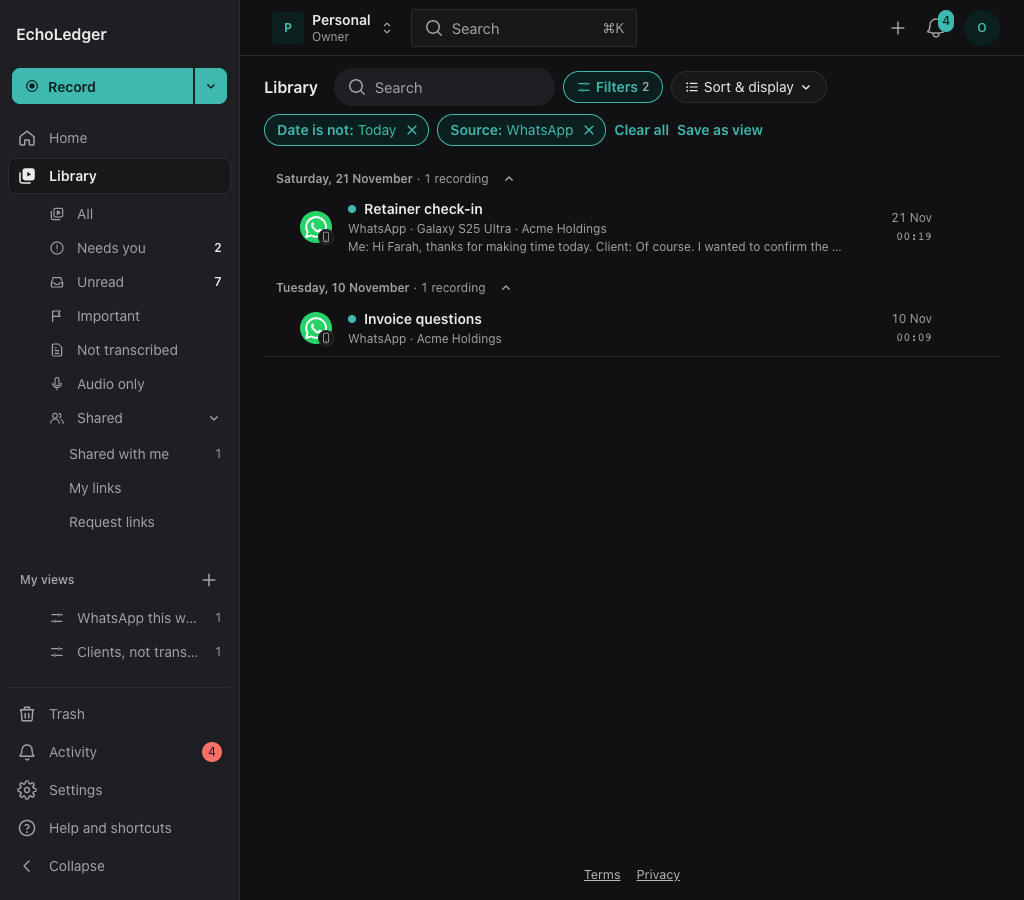 EchoLedger
P
Personal
Owner
Search
⌘K
4
O
Record
Home
Library
All
Needs you 2
Unread 7
Important
Not transcribed
Audio only
Shared
Shared with me 1
My links
Request links
My views
WhatsApp this w... 1
Clients, not trans... 1
Trash
Activity 4
Settings
Help and shortcuts
Collapse
Library
Search
Filters 2
Sort & display
Date is not: Today
Source: WhatsApp
Clear all
Save as view
Saturday, 21 November · 1 recording
Retainer check-in
21 Nov
WhatsApp · Galaxy S25 Ultra · Acme Holdings
00:19
Me: Hi Farah, thanks for making time today. Client: Of course. I wanted to confirm the ...
Tuesday, 10 November · 1 recording
Invoice questions
10 Nov
WhatsApp · Acme Holdings
00:09
Terms
Privacy